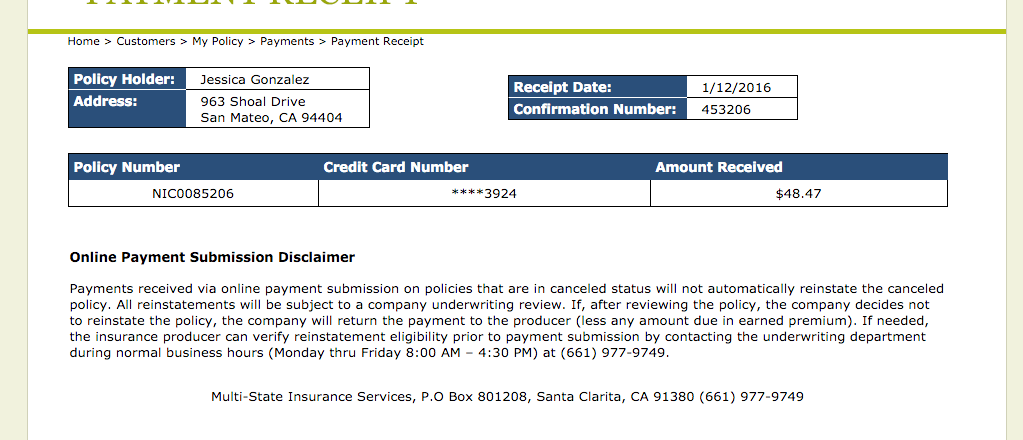 PAYMENT RECEIPT
Home > Customers > My Policy > Payments > Payment Receipt
Policy Holder: Jessica Gonzalez
Address: 963 Shoal Drive
San Mateo, CA 94404
Receipt Date: 1/12/2016
Confirmation Number: 453206
Policy Number Credit Card Number Amount Received
NIC0085206 ****3924 $48.47
Online Payment Submission Disclaimer
Payments received via online payment submission on policies that are in canceled status will not automatically reinstate the canceled
policy. All reinstatements will be subject to a company underwriting review. If, after reviewing the policy, the company decides not
to reinstate the policy, the company will return the payment to the producer (less any amount due in earned premium). If needed,
the insurance producer can verify reinstatement eligibility prior to payment submission by contacting the underwriting department
during normal business hours (Monday thru Friday 8:00 AM – 4:30 PM) at (661) 977-9749.
Multi-State Insurance Services, P.O Box 801208, Santa Clarita, CA 91380 (661) 977-9749